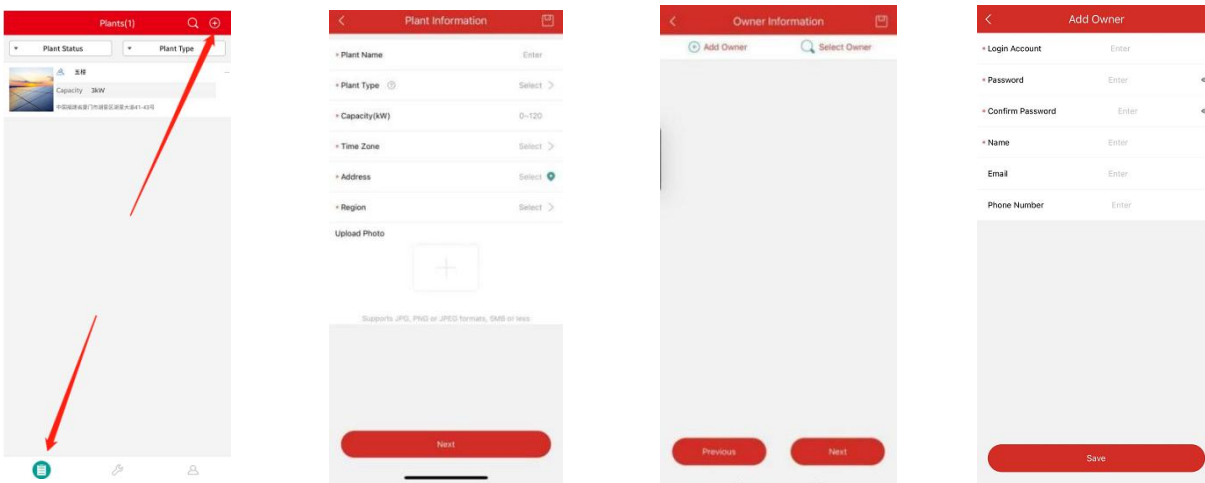 Plants(1)
Plant Status
Plant Type
Capacity 3kW
Plant Information
* Plant Name Enter
* Plant Type Select >
* Capacity(kW) 0~120
* Time Zone Select >
* Address Select
* Region Select >
Upload Photo
Supports JPG, PNG or JPEG formats, 5MB or less
Next
Owner Information
Add Owner
Select Owner
Previous
Next
Add Owner
* Login Account Enter
* Password Enter
* Confirm Password Enter
* Name Enter
Email Enter
Phone Number Enter
Save